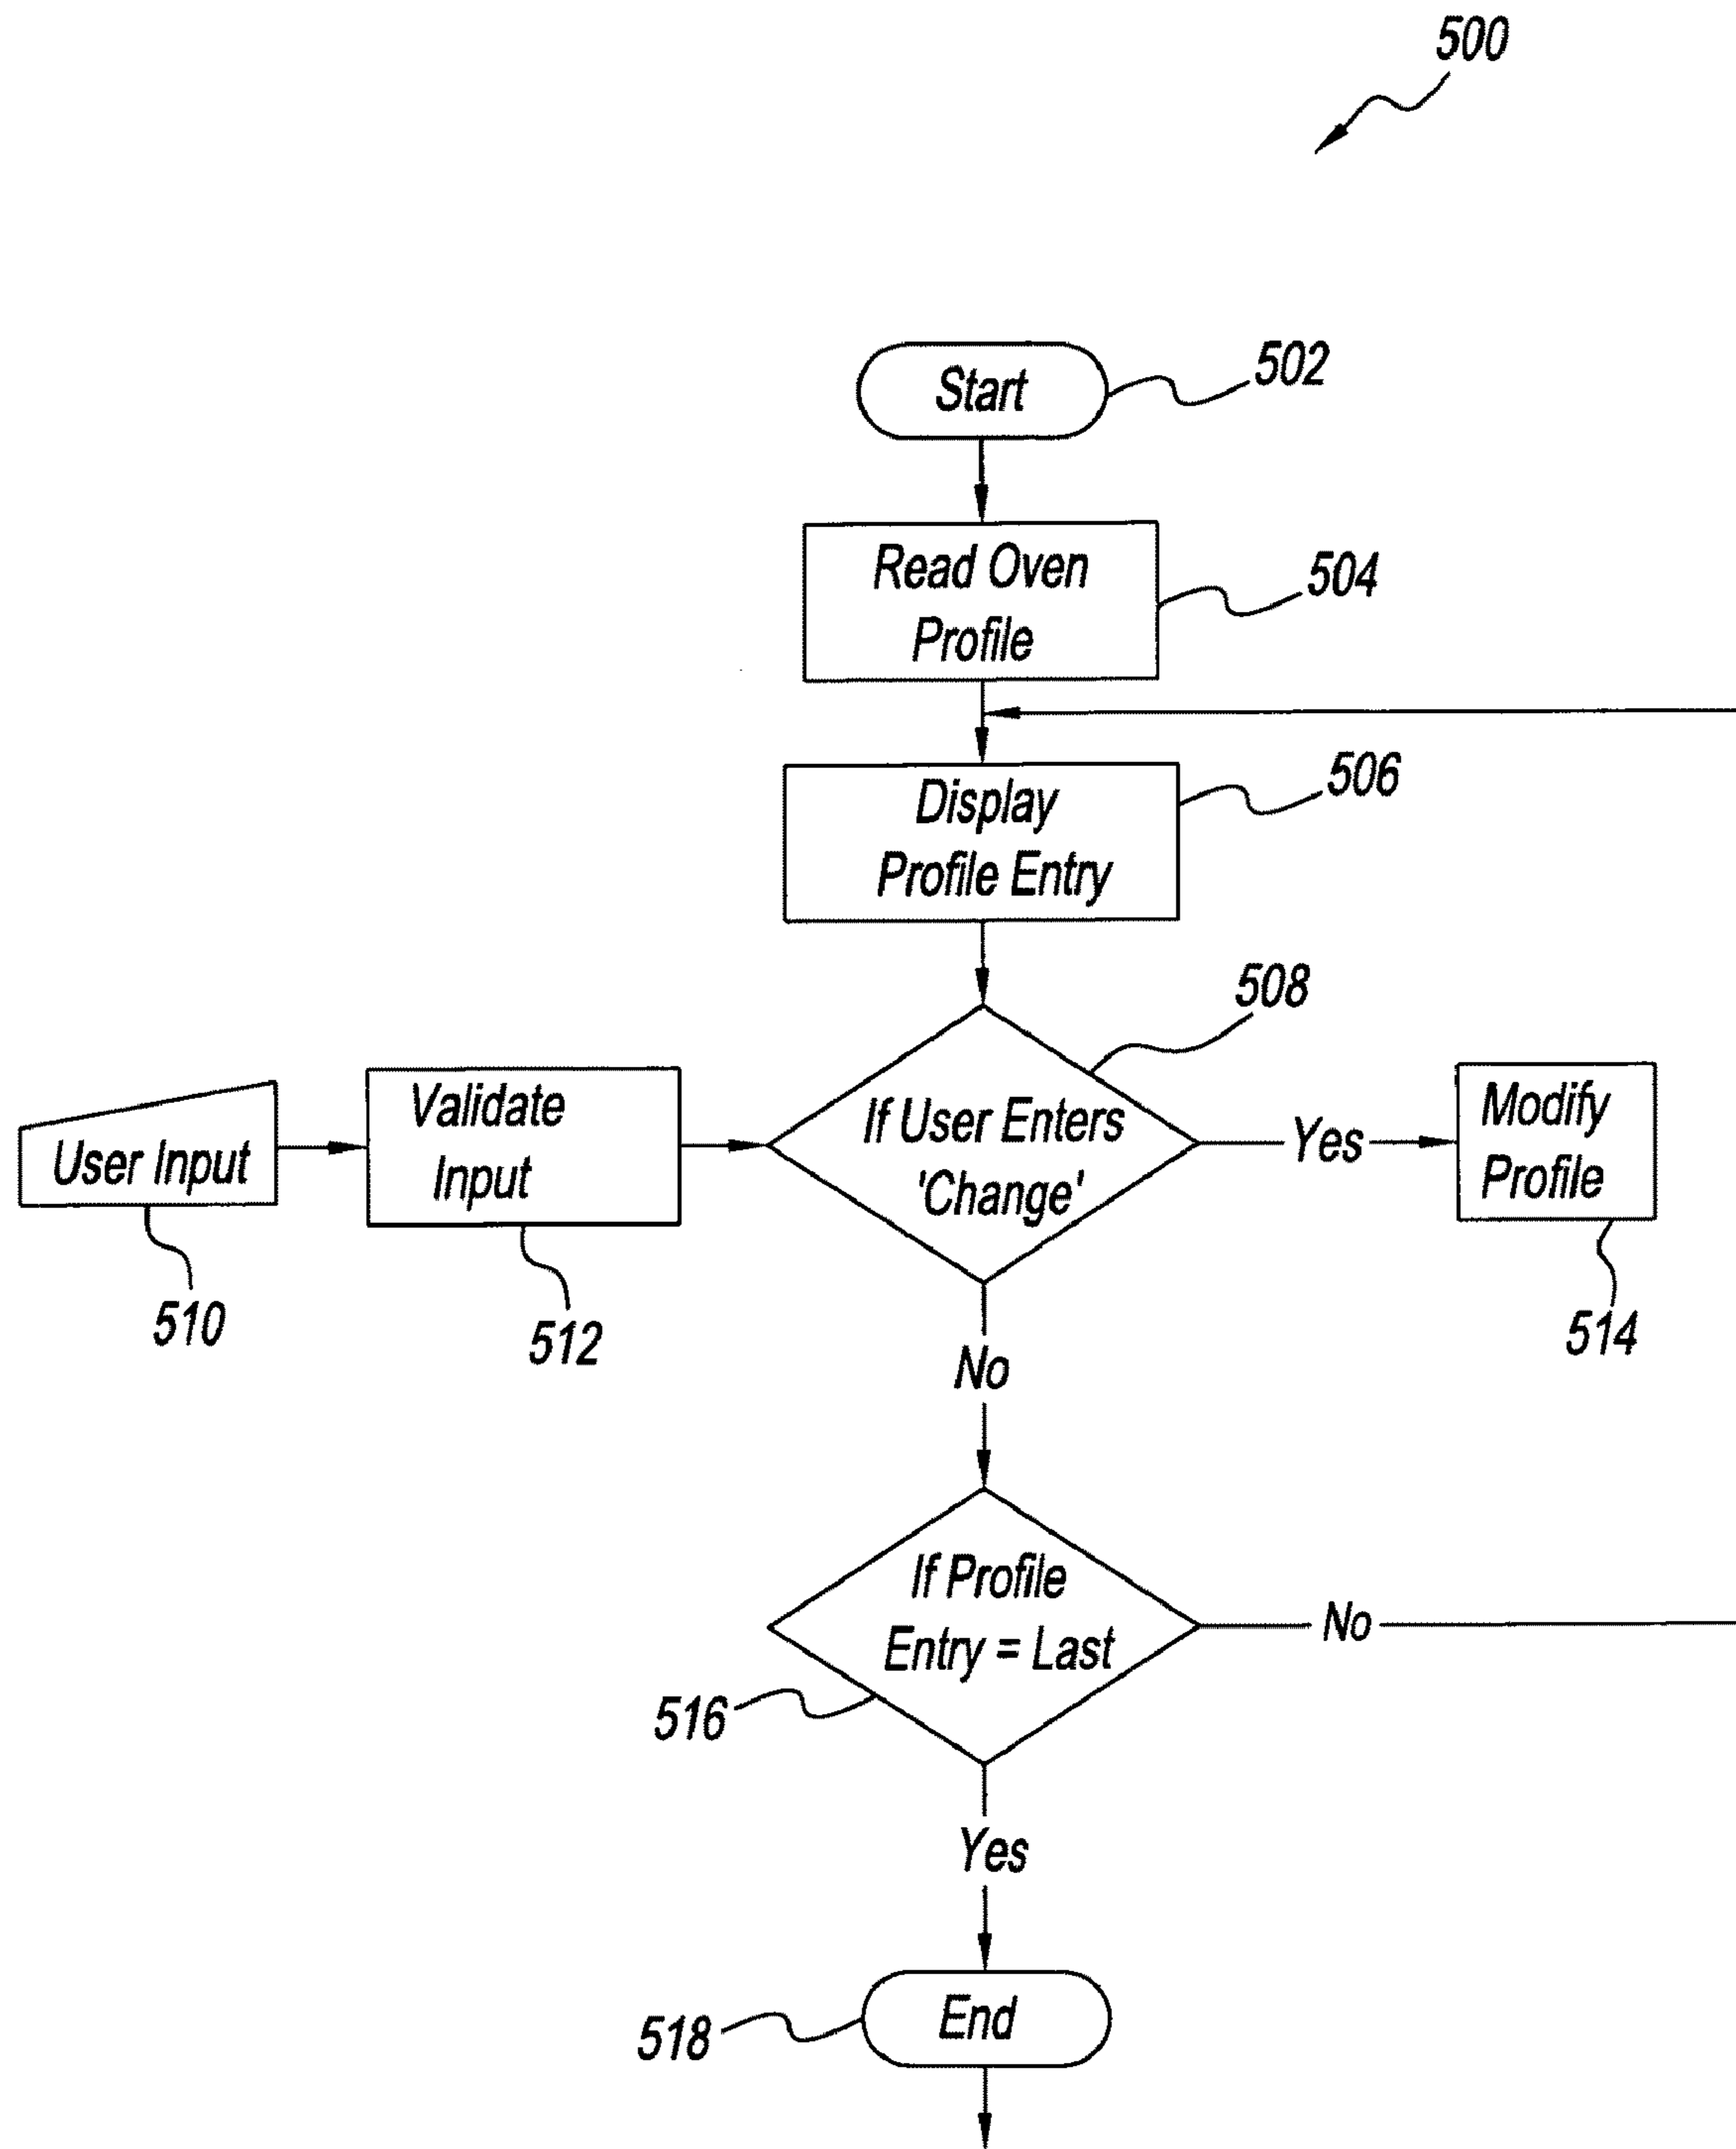 500
Start
502
Read Oven
Profile
504
Display
Profile Entry
506
508
User Input
510
Validate
Input
512
If User Enters
'Change'
Yes
Modify
Profile
514
No
If Profile
Entry = Last
516
No
Yes
End
518